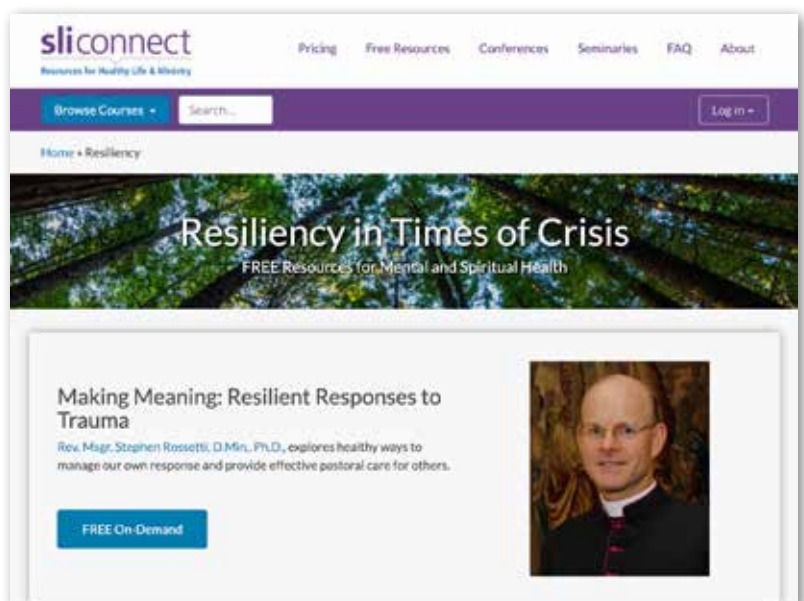 sliconnect
Resources for Healthy Life & Ministry
Pricing Free Resources Conferences Seminaries FAQ About
Browse Courses Search... Log in
Home » Resiliency
Resiliency in Times of Crisis
FREE Resources for Mental and Spiritual Health
Making Meaning: Resilient Responses to
Trauma
Rev. Msgr. Stephen Rossetti, D.Min., Ph.D., explores healthy ways to
manage our own response and provide effective pastoral care for others.
FREE On-Demand